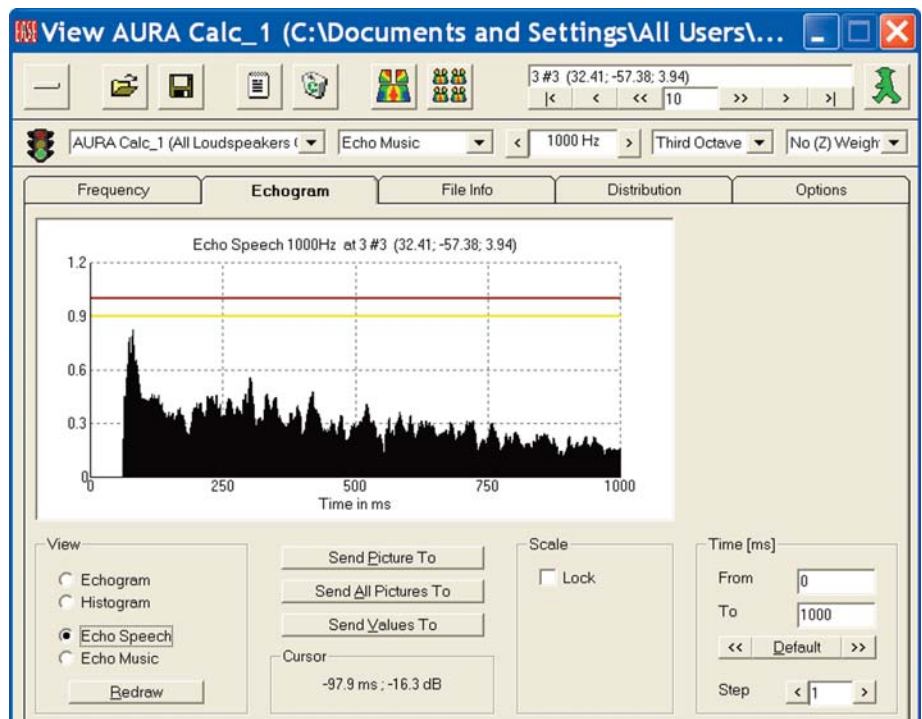 EASE View AURA Calc_1 (C:\Documents and Settings\All Users\...
3 #3 (32.41; -57.38; 3.94)
|< < << 10 >> > >|
AURA Calc_1 (All Loudspeakers ( Echo Music < 1000 Hz > Third Octave No (Z) Weigh
Frequency Echogram File Info Distribution Options
Echo Speech 1000Hz at 3 #3 (32.41; -57.38; 3.94)
1.2
0.9
0.6
0.3
0
0 250 500 750 1000
Time in ms
View
Echogram
Histogram
Echo Speech
Echo Music
Redraw
Send Picture To
Send All Pictures To
Send Values To
Cursor
-97.9 ms ; -16.3 dB
Scale
Lock
Time [ms]
From 0
To 1000
<< Default >>
Step < 1 >